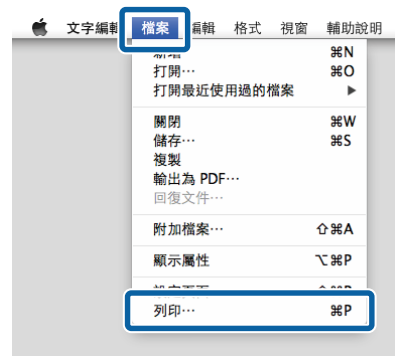 文字編輯 檔案 編輯 格式 視窗 輔助說明
⌘N
打開⋯ ⌘O
打開最近使用過的檔案 ▶
關閉 ⌘W
儲存⋯ ⌘S
複製
輸出為 PDF⋯
回復文件⋯
附加檔案⋯ ⇧⌘A
顯示屬性 ⌥⌘P
列印⋯ ⌘P